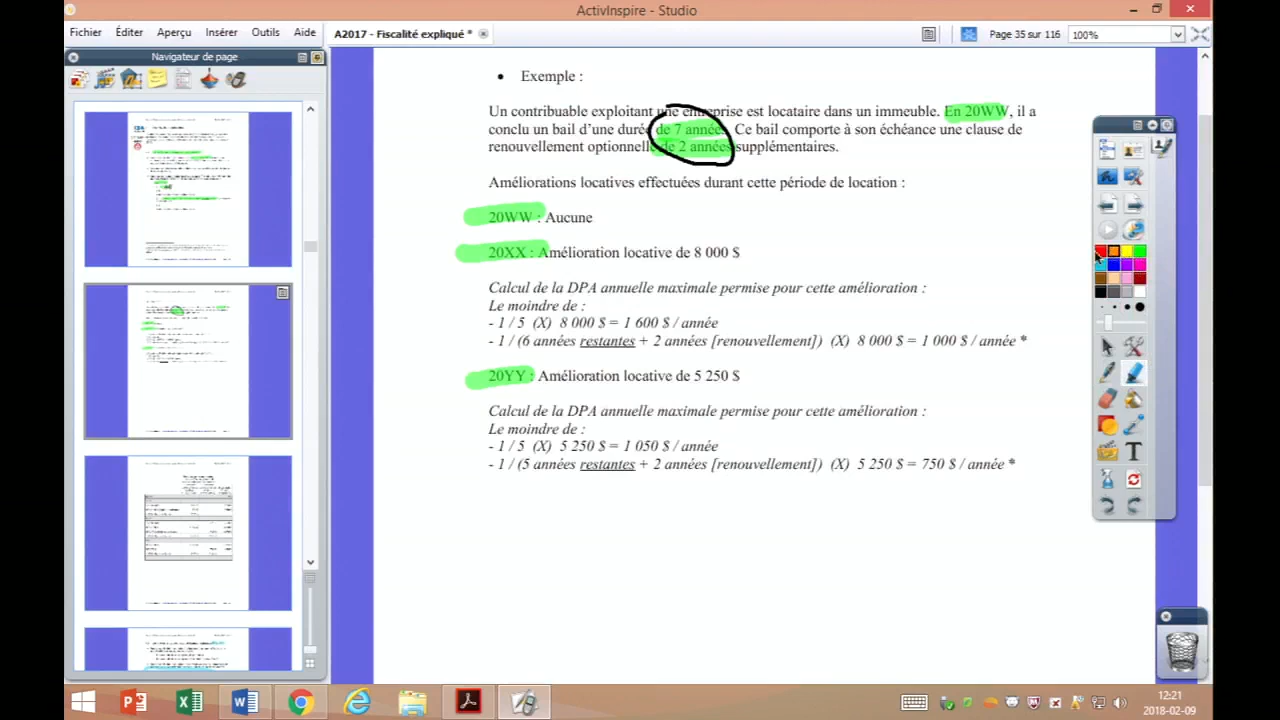 ActivInspire - Studio
Fichier Éditer Aperçu Insérer Outils Aide
A2017 - Fiscalité expliqué *
Page 35 sur 116
100%
Navigateur de page
• Exemple :
Un contribuable exploitant une entreprise est locataire dans un immeuble. En 20WW, il a
conclu un bail d'une durée de 7 années. Ce bail comporte à son échéance une clause de
renouvellement optionnelle de 2 années supplémentaires.
Améliorations locatives effectuées durant cette période de location :
20WW : Aucune
20XX : Amélioration locative de 8 000 $
Calcul de la DPA annuelle maximale permise pour cette amélioration :
Le moindre de :
- 1 / 5 (X) 8 000 $ = 1 600 $ / année
- 1 / (6 années restantes + 2 années [renouvellement]) (X) 8 000 $ = 1 000 $ / année *
20YY : Amélioration locative de 5 250 $
Calcul de la DPA annuelle maximale permise pour cette amélioration :
Le moindre de :
- 1 / 5 (X) 5 250 $ = 1 050 $ / année
- 1 / (5 années restantes + 2 années [renouvellement]) (X) 5 250 $ = 750 $ / année *
12:21
2018-02-09